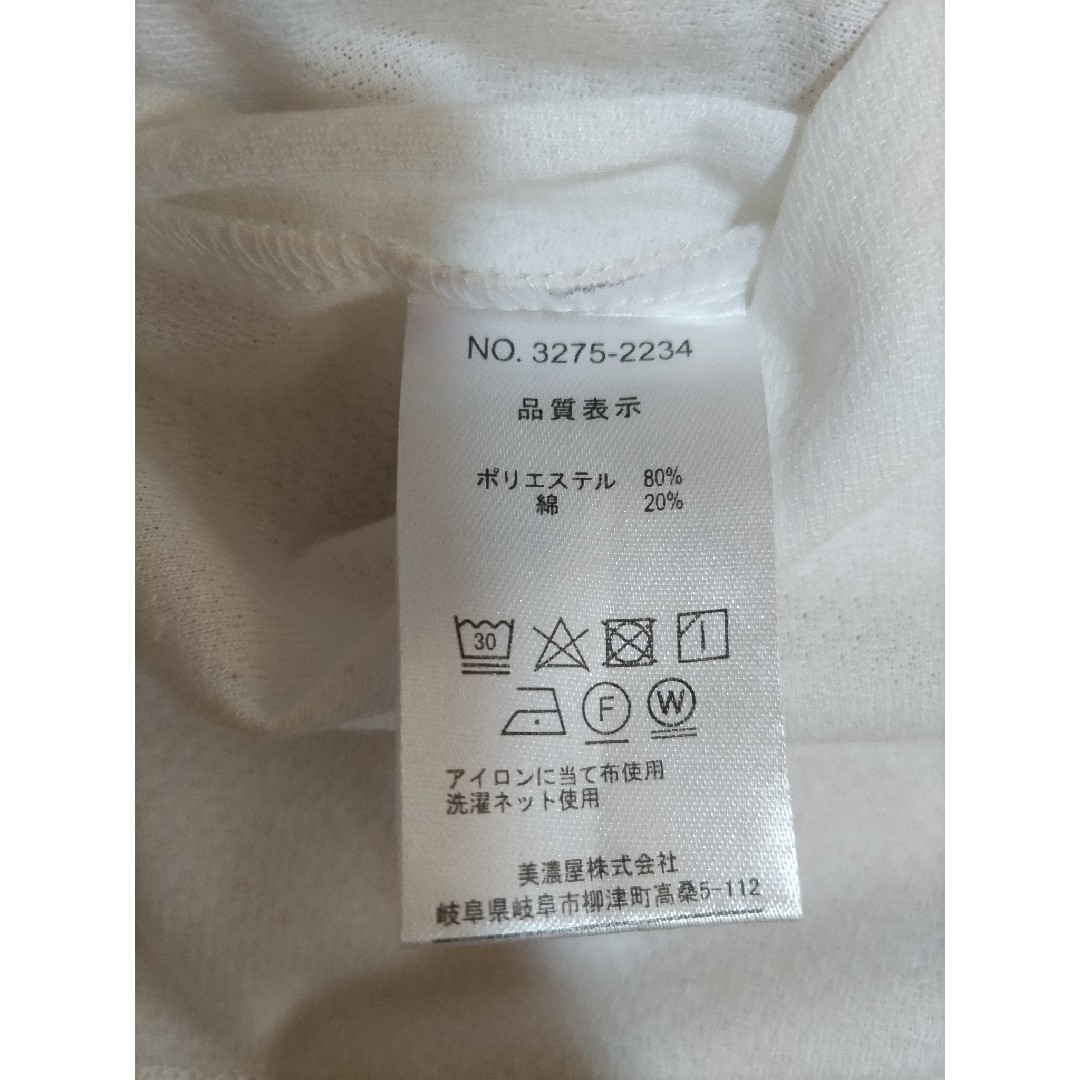 NO. 3275-2234
品質表示
ポリエステル 80%
綿 20%
30
F W
アイロンに当て布使用
洗濯ネット使用
美濃屋株式会社
岐阜県岐阜市柳津町高桑5-112